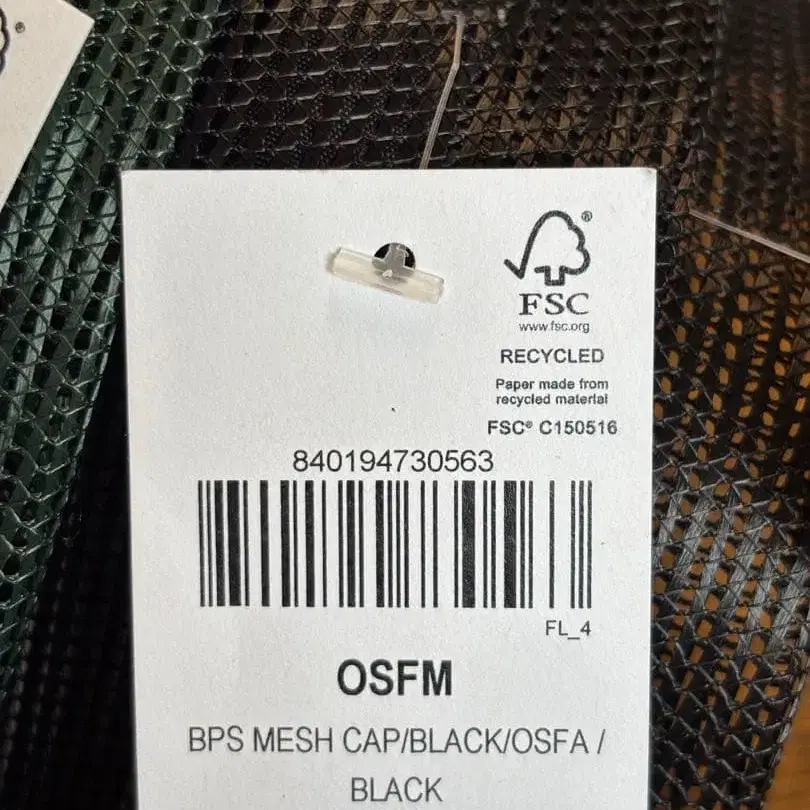 ®
®
FSC
www.fsc.org
RECYCLED
Paper made from
recycled material
FSC® C150516
840194730563
FL_4
OSFM
BPS MESH CAP/BLACK/OSFA /
BLACK